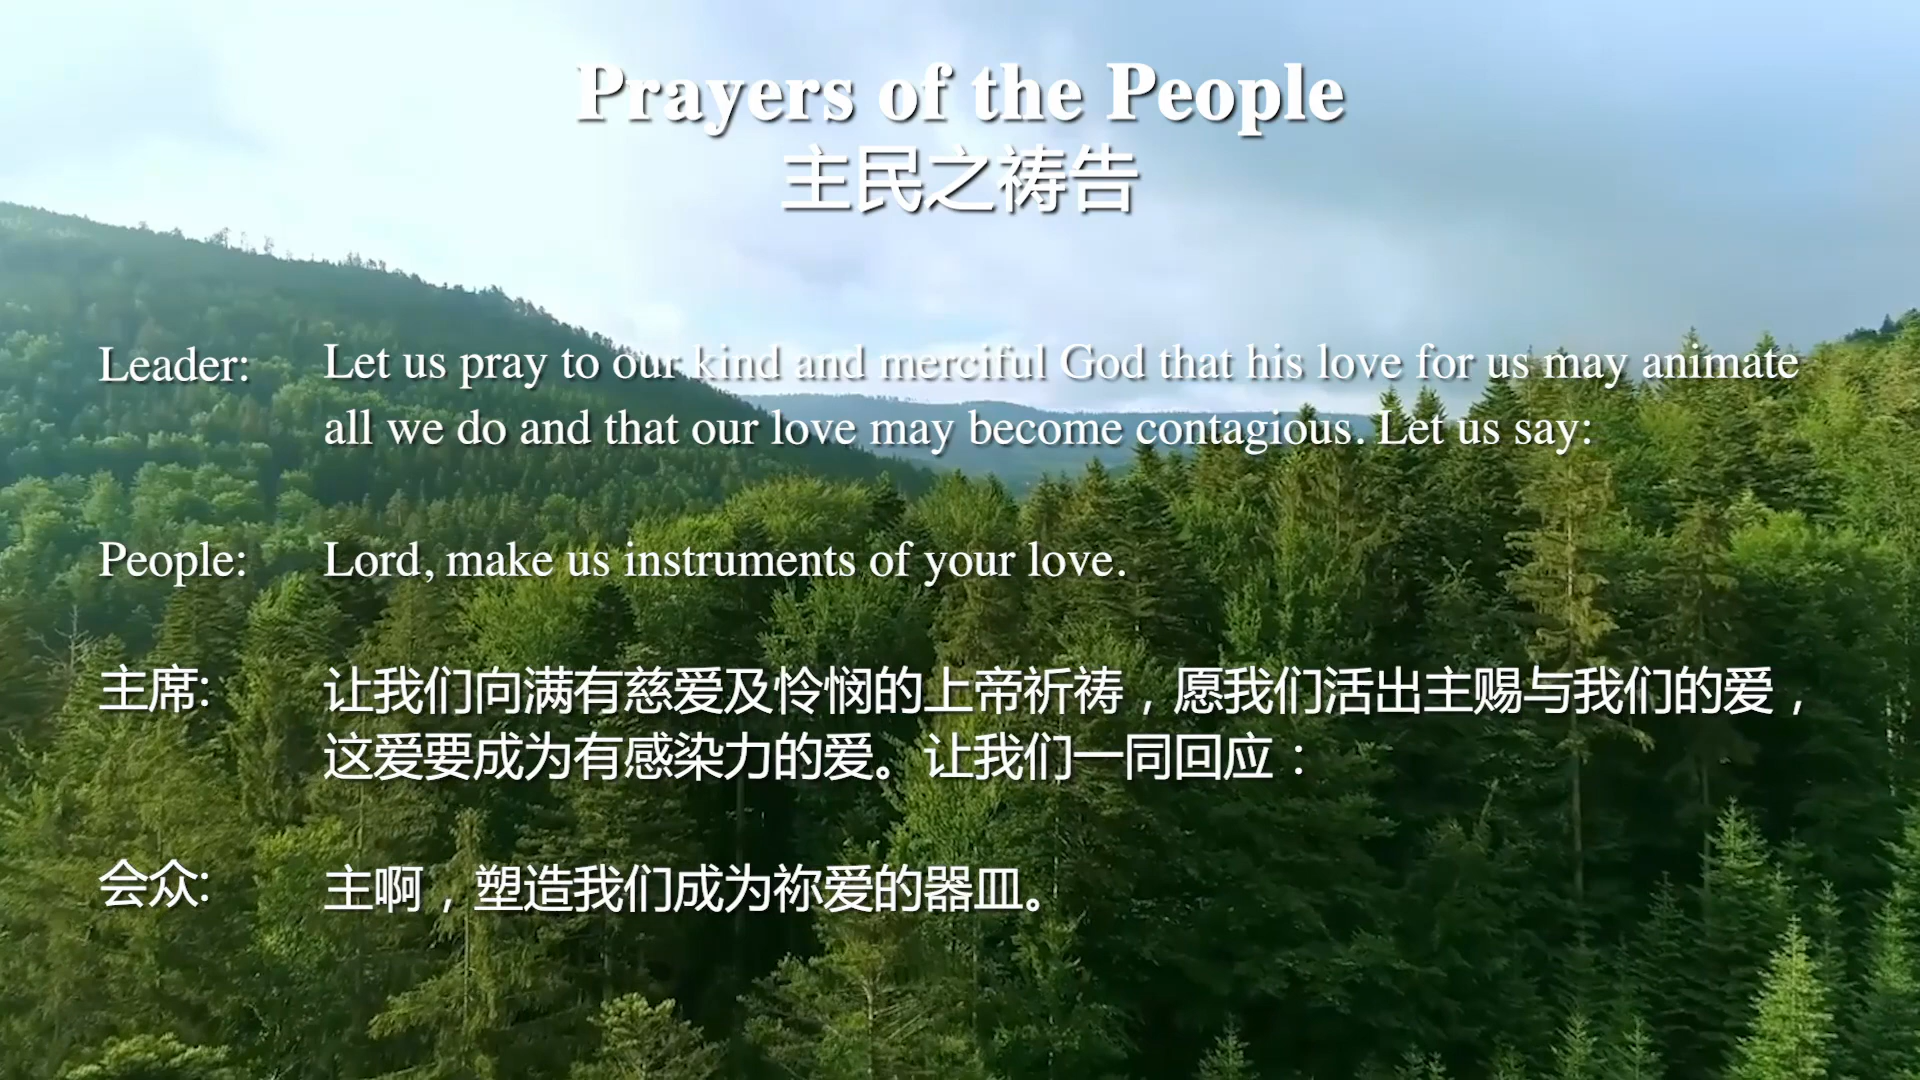 Prayers of the People
主民之祷告
Leader: Let us pray to our kind and merciful God that his love for us may animate
all we do and that our love may become contagious. Let us say:
People: Lord, make us instruments of your love.
主席: 让我们向满有慈爱及怜悯的上帝祈祷，愿我们活出主赐与我们的爱，
这爱要成为有感染力的爱。让我们一同回应：
会众: 主啊，塑造我们成为祢爱的器皿。